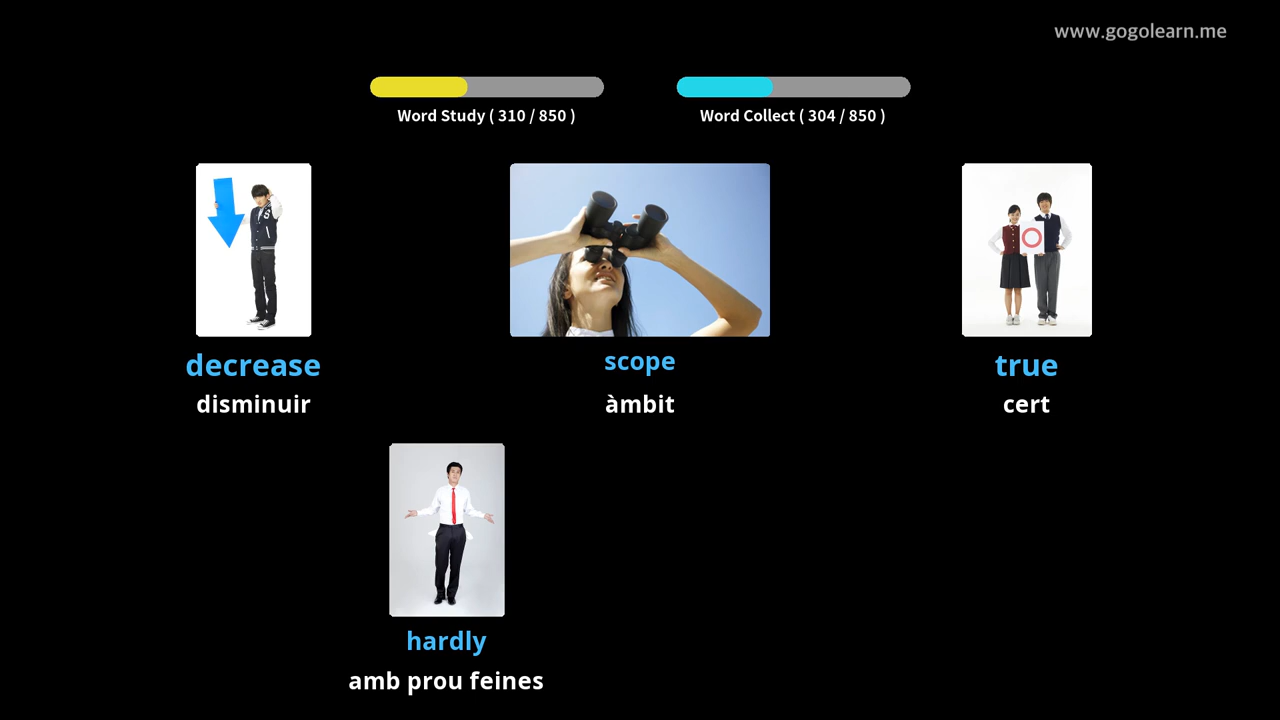 www.gogolearn.me
Word Study ( 310 / 850 )
Word Collect ( 304 / 850 )
decrease
disminuir
scope
àmbit
true
cert
hardly
amb prou feines